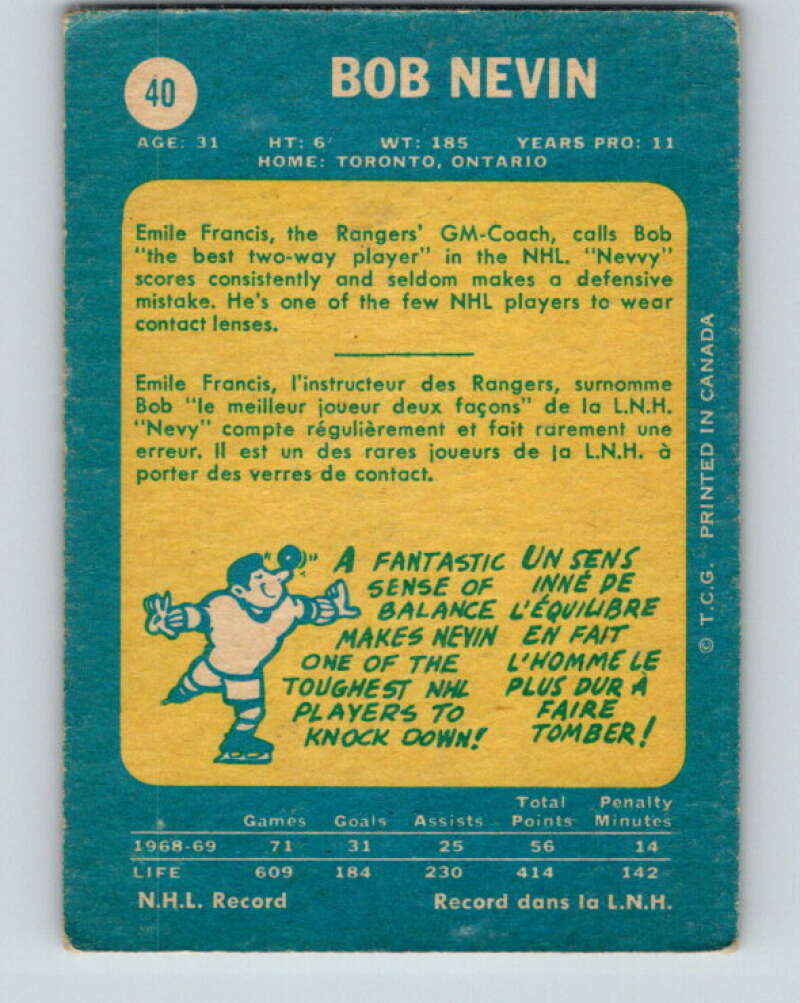 40
BOB NEVIN
AGE: 31 HT: 6' WT: 185 YEARS PRO: 11
HOME: TORONTO, ONTARIO
Emile Francis, the Rangers' GM-Coach, calls Bob
"the best two-way player" in the NHL. "Nevvy"
scores consistently and seldom makes a defensive
mistake. He's one of the few NHL players to wear
contact lenses.
Emile Francis, l'instructeur des Rangers, surnomme
Bob "le meilleur joueur deux façons" de la L.N.H.
"Nevy" compte régulièrement et fait rarement une
erreur. Il est un des rares joueurs de la L.N.H. à
porter des verres de contact.
A FANTASTIC
SENSE OF
BALANCE
MAKES NEVIN
ONE OF THE
TOUGHEST NHL
PLAYERS TO
KNOCK DOWN!
UN SENS
INNÉ DE
L'ÉQUILIBRE
EN FAIT
L'HOMME LE
PLUS DUR À
FAIRE
TOMBER!
© T.C.G. PRINTED IN CANADA
Total Penalty
Games Goals Assists Points Minutes
1968-69 71 31 25 56 14
LIFE 609 184 230 414 142
N.H.L. Record Record dans la L.N.H.